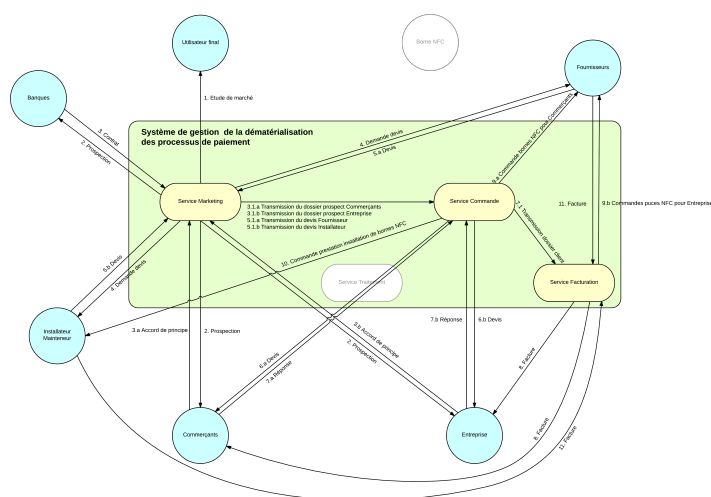 Utilisateur final
Borne NFC
Fournisseurs
Banques
1. Etude de marché
3. Contrat
2. Prospection
Système de gestion de la dématérialisation
des processus de paiement
4. Demande devis
5.a Devis
9.a Commande bornes NFC pour Commerçants
Service Marketing
Service Commande
3.1.a Transmission du dossier prospect Commerçants
3.1.b Transmission du dossier prospect Entreprise
5.1.a Transmission du devis Fournisseur
5.1.b Transmission du devis Installateur
7.1 Transmission dossier client
11. Facture
9.b Commandes puces NFC pour Entreprise
10. Commande prestation installation de bornes NFC
5.b Devis
4. Demande devis
Service Traitement
Service Facturation
Installateur
Mainteneur
3.a Accord de principe
2. Prospection
3.b Accord de principe
2. Prospection
7.b Réponse
6.b Devis
6.a Devis
7.a Réponse
8. Facture
Commerçants
Entreprise
8. Facture
11. Facture